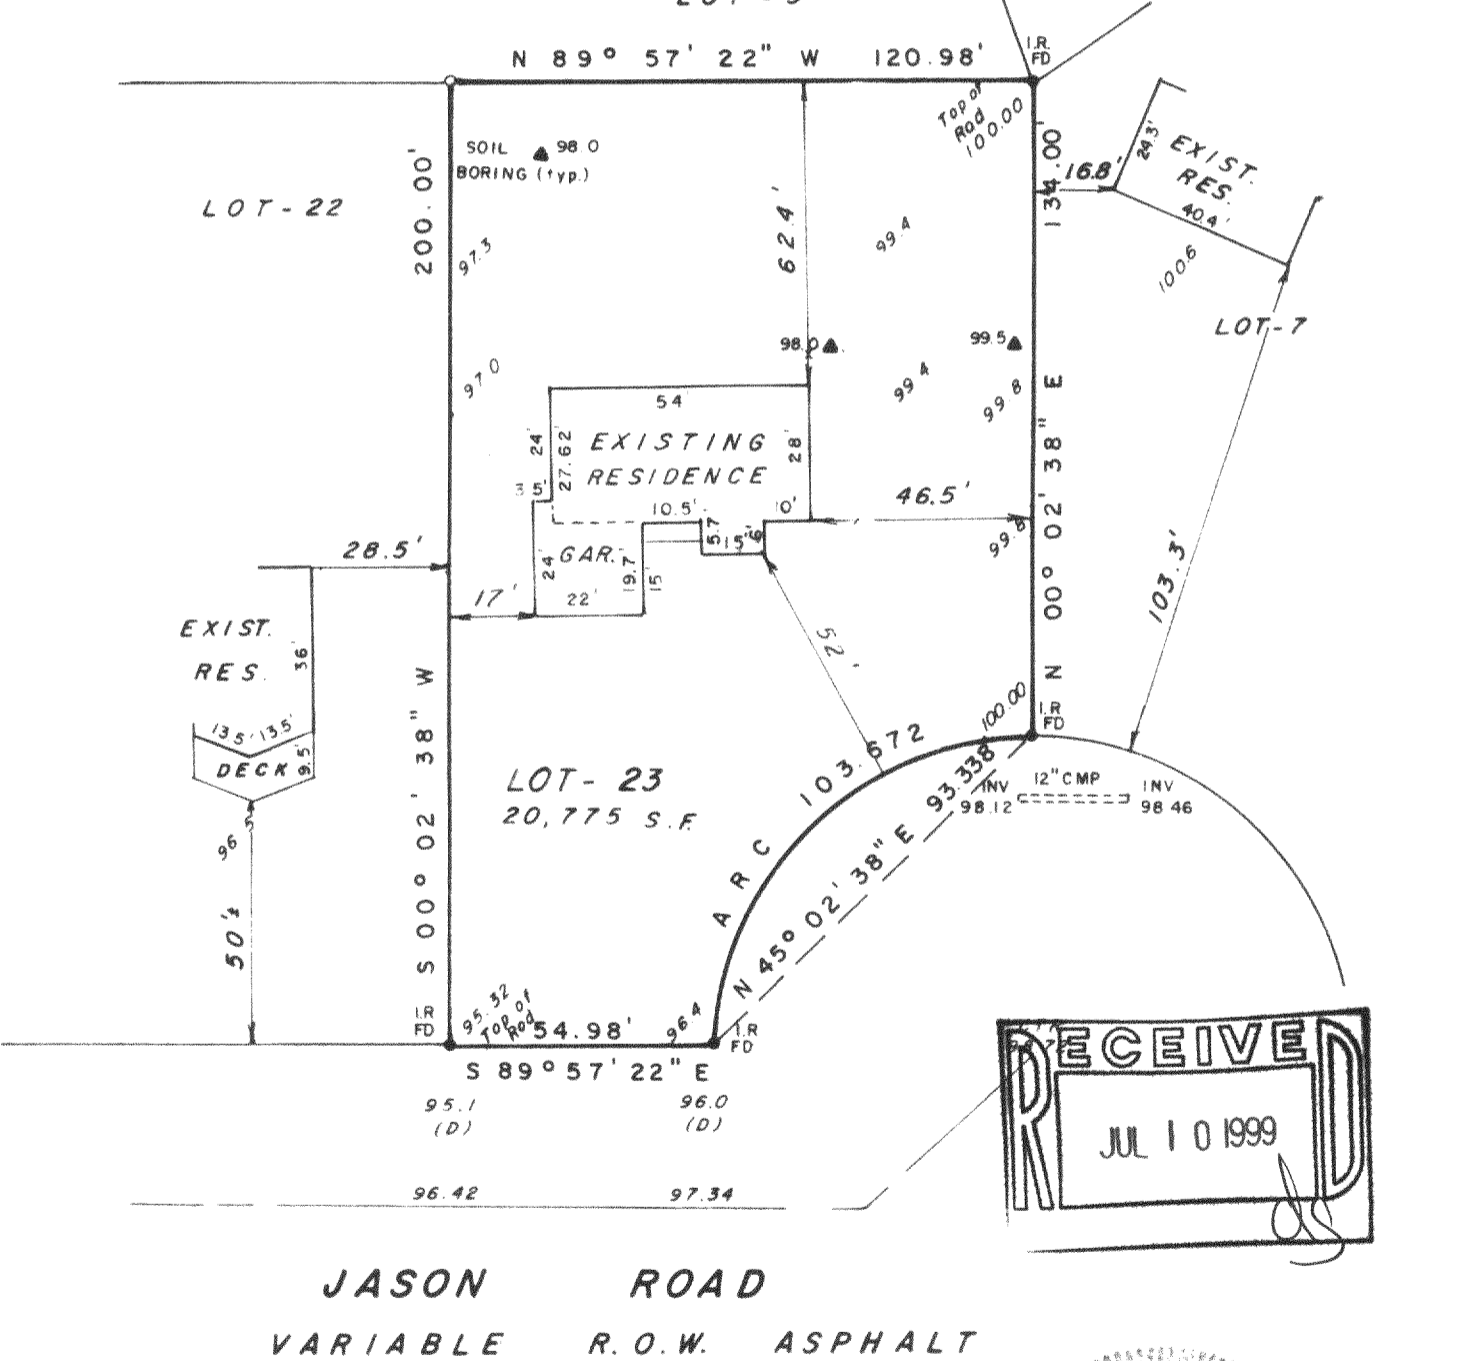 N 89° 57' 22" W 120.98'
I.R.
FD
Top of
Rod
100.00
SOIL ▲ 98.0
BORING (typ.)
200.00'
LOT-22
97.3
62.4'
99.4
134.00'
16.8'
24.3'
EXIST.
RES.
40.4'
100.6
LOT-7
98.0
99.5
97.0
99.4
99.8
54'
24'
27.62'
EXISTING
RESIDENCE
28'
3.5'
10.5'
10'
46.5'
5.7
15'
6'
99.8
N 00° 02' 38" E
103.3'
28.5'
24'
GAR.
19.7
15'
22'
17'
EXIST.
RES.
36'
52'
13.5' 13.5'
DECK
9.5'
96.5
50'±
S 00° 02' 38" W
100.00
I.R
FD
LOT-23
20,775 S.F.
ARC 103.672
N 45° 02' 38" E 93.338
INV
98.12
12" CMP
INV
98.46
I.R
FD
95.32
Top of
Rod
54.98'
96.4
I.R
FD
S 89° 57' 22" E
95.1
(D)
96.0
(D)
96.42
97.34
RECEIVED
JUL 10 1999
JASON ROAD
VARIABLE R.O.W. ASPHALT